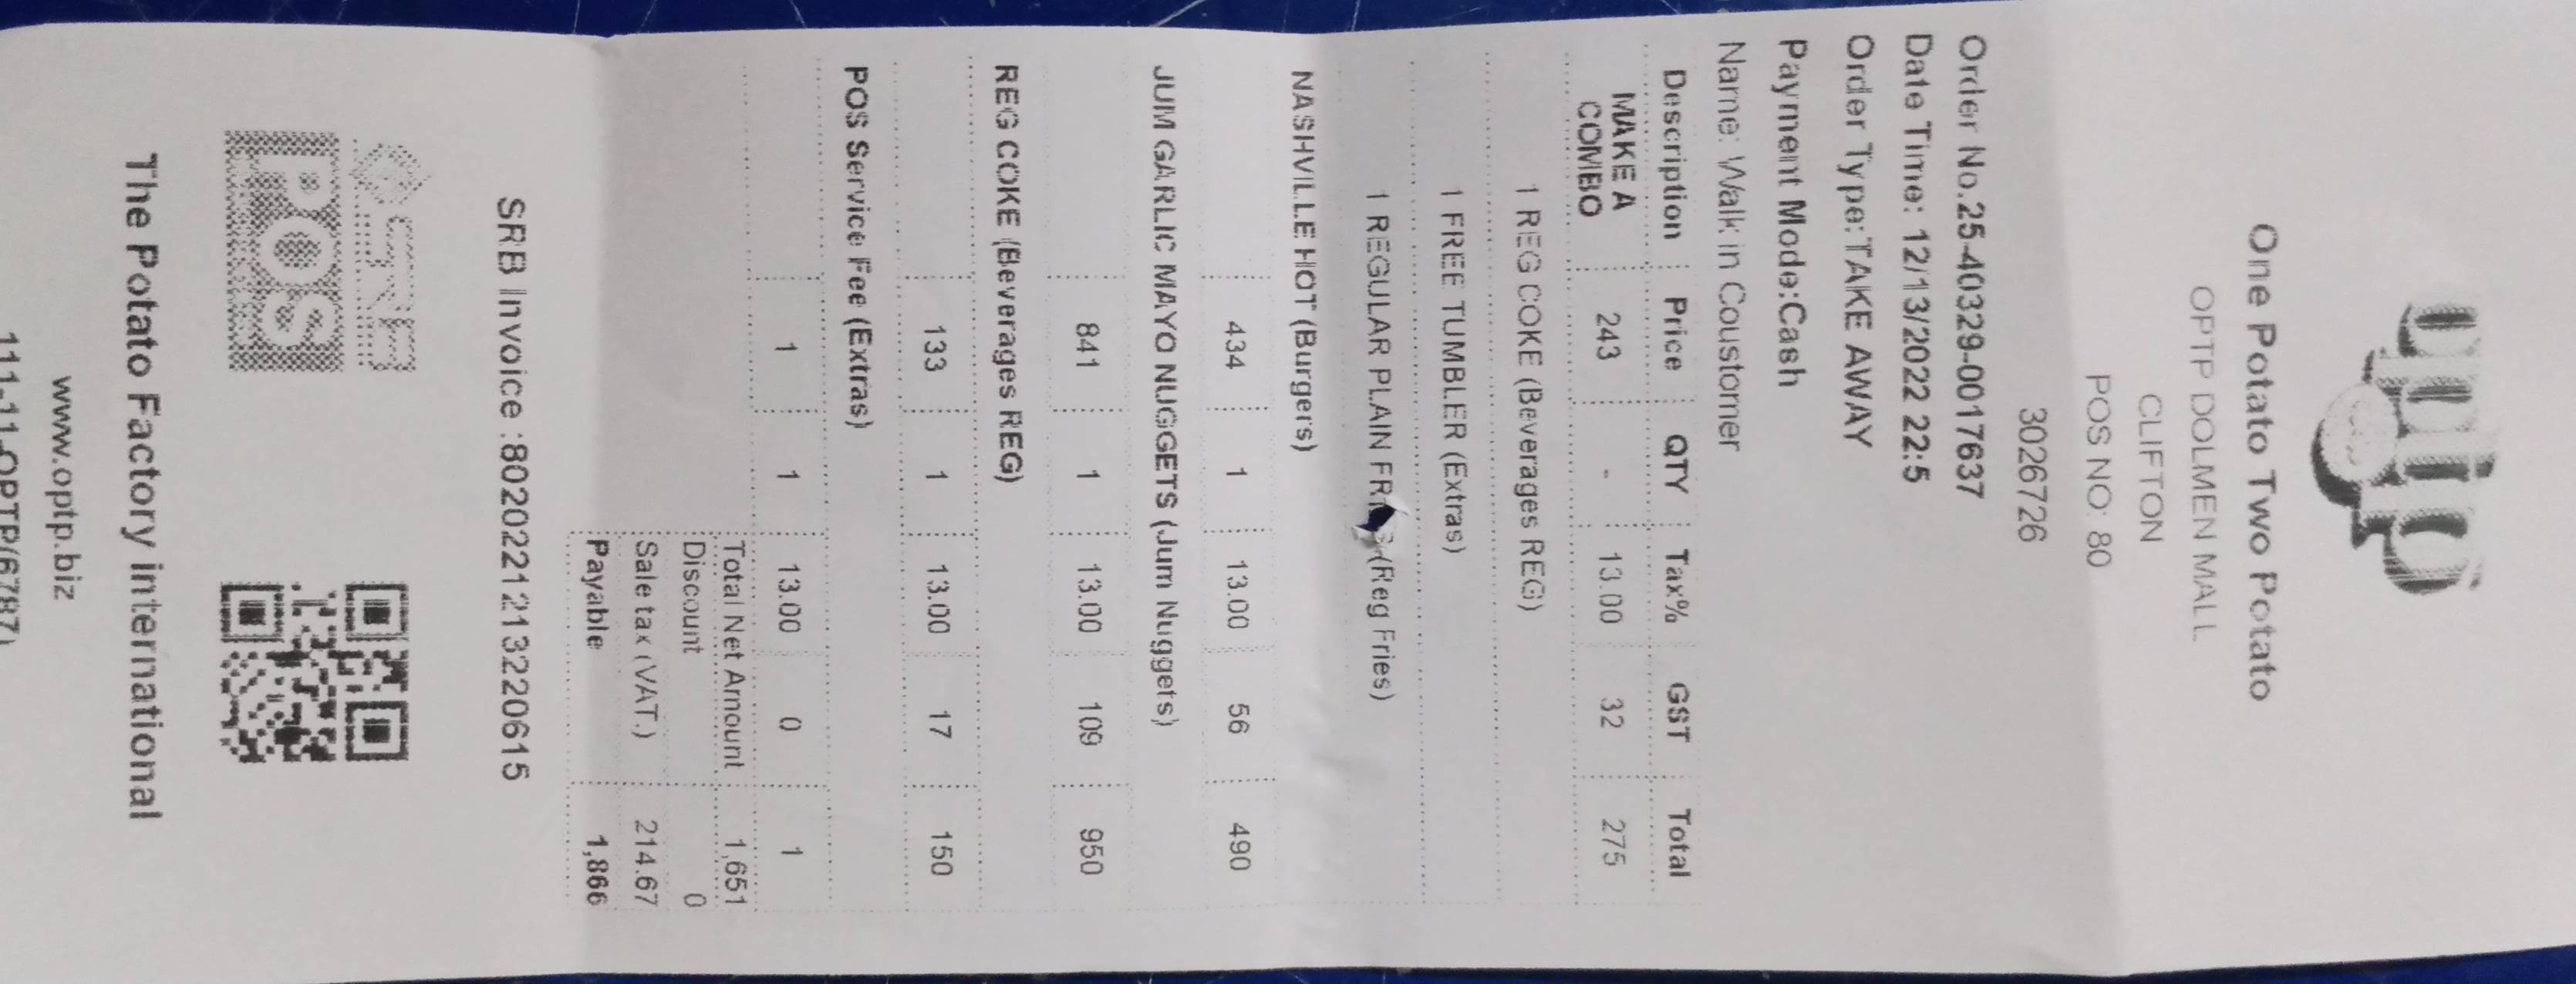 optp
One Potato Two Potato
OPTP DOLMEN MALL
CLIFTON
POS NO: 80
3026726
Order No.25-40329-0017637
Date Time: 12/13/2022 22:5
Order Type:TAKE AWAY
Payment Mode:Cash
Name: Walk in Coustomer
Description Price QTY Tax% GST Total
MAKE A
COMBO 243 - 13.00 32 275
1 REG COKE (Beverages REG)
1 FREE TUMBLER (Extras)
1 REGULAR PLAIN (Reg Fries)
NASHVILLE HOT (Burgers)
434 1 13.00 56 490
JUM GARLIC MAYO NUGGETS (Jum Nuggets)
841 1 13.00 109 950
REG COKE (Beverages REG)
133 1 13.00 17 150
POS Service Fee (Extras)
1 1 13.00 0 1
Total Net Amount 1,651
Discount 0
Sale tax (VAT.) 214.67
Payable 1,866
SRB Invoice :80202212132206​15
SRB
POS
The Potato Factory international
www.optp.biz
111-11-OPTP(6787)